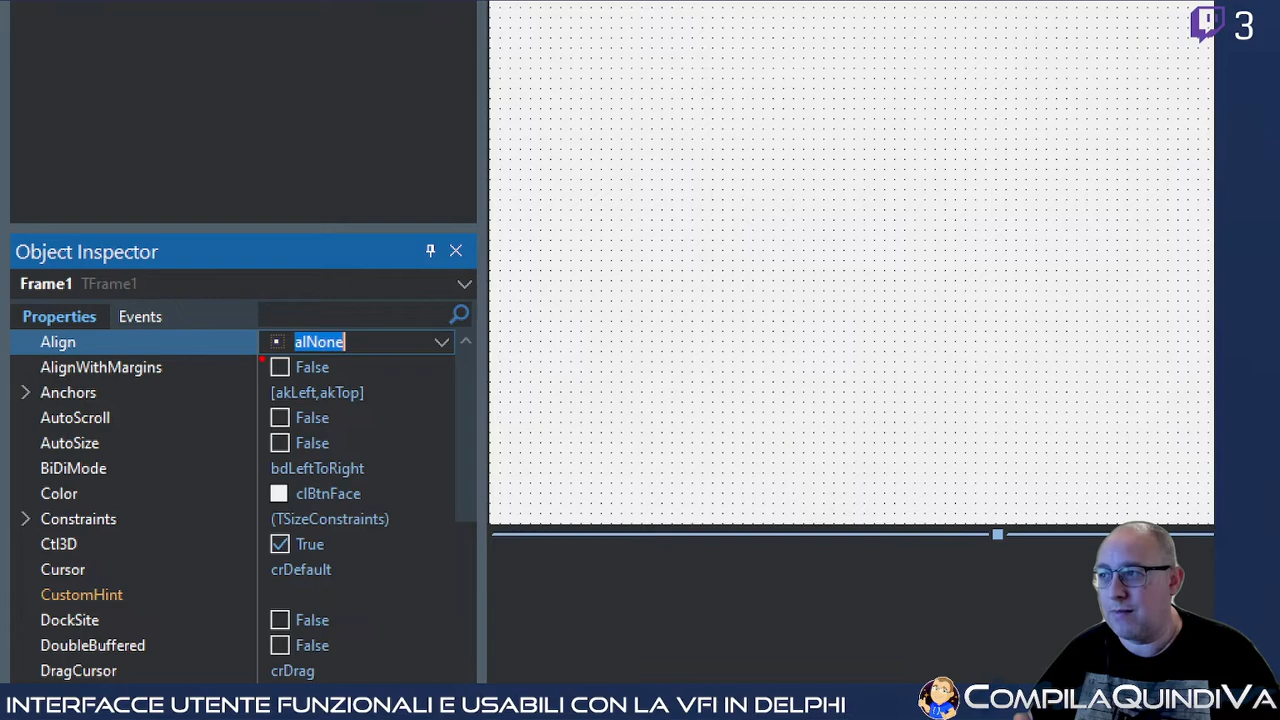 3
Object Inspector
Frame1 TFrame1
Properties Events
Align alNone
AlignWithMargins False
Anchors [akLeft,akTop]
AutoScroll False
AutoSize False
BiDiMode bdLeftToRight
Color clBtnFace
Constraints (TSizeConstraints)
Ctl3D True
Cursor crDefault
CustomHint
DockSite False
DoubleBuffered False
DragCursor crDrag
INTERFACCE UTENTE FUNZIONALI E USABILI CON LA VFI IN DELPHI
COMPILAQUINDIVA